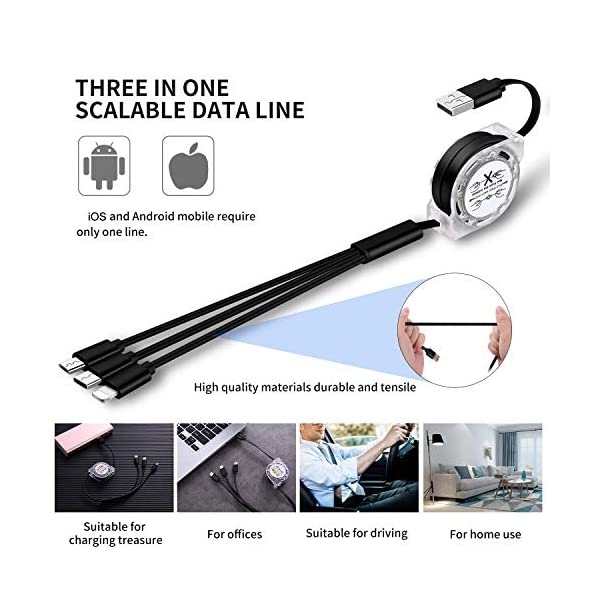 THREE IN ONE
SCALABLE DATA LINE
iOS and Android mobile require
only one line.
X
High quality materials durable and tensile
Suitable for
charging treasure
For offices
Suitable for driving
For home use